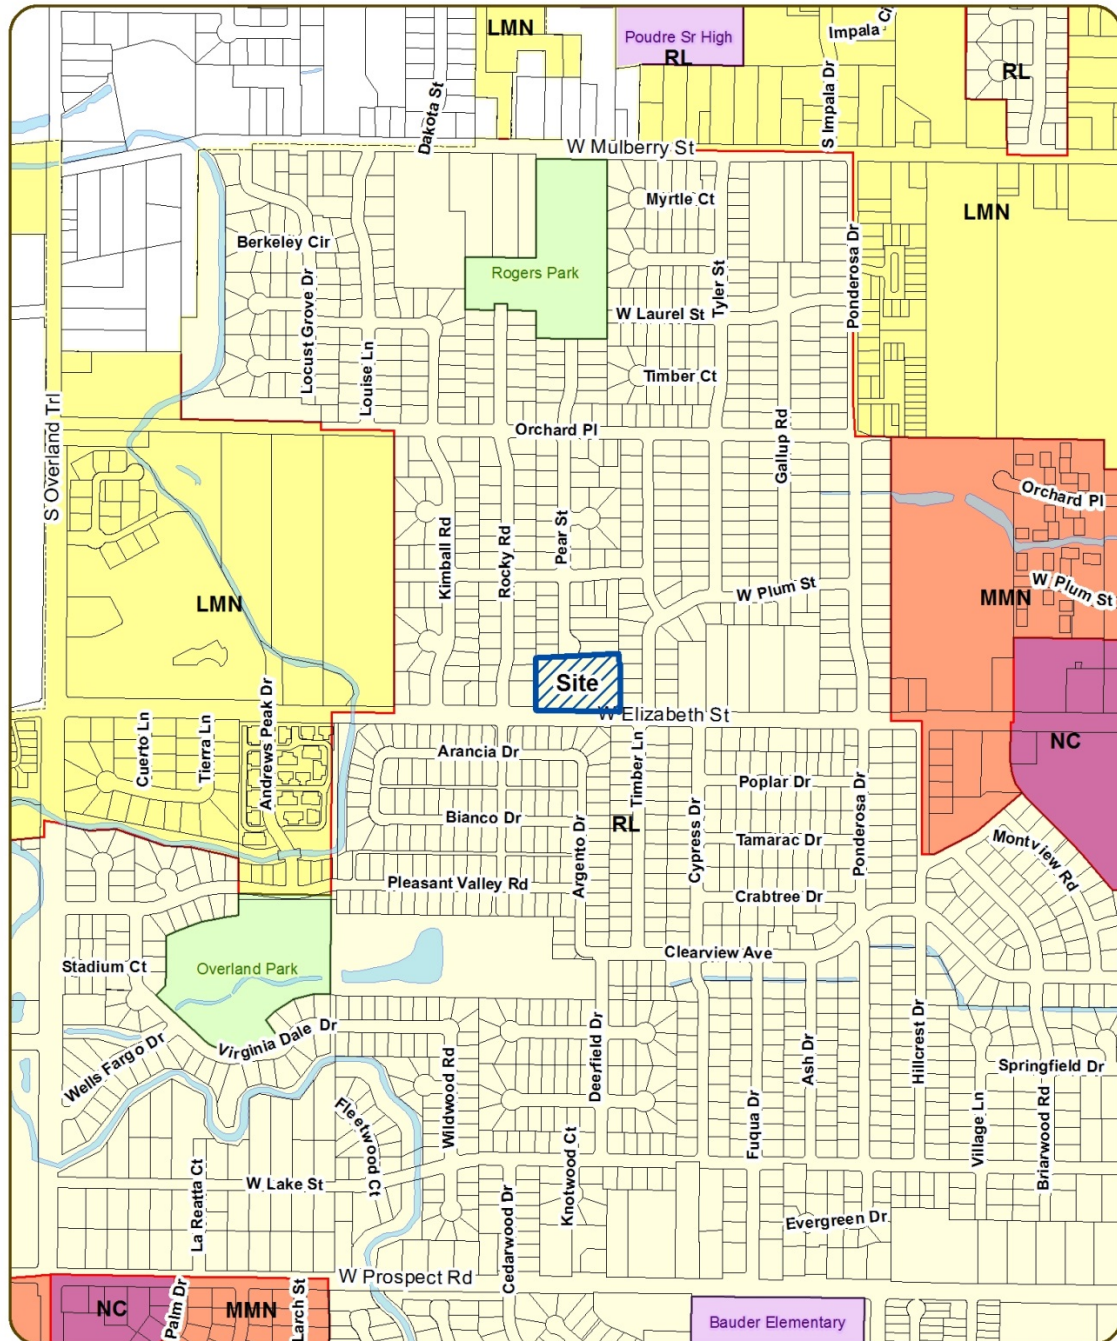 LMN
Poudre Sr High
RL
Impala Cir
S Impala Dr
RL
Dakota St
W Mulberry St
Myrtle Ct
LMN
Berkeley Cir
Rogers Park
Tyler St
Ponderosa Dr
Locust Grove Dr
Louise Ln
W Laurel St
Timber Ct
S Overland Trl
Orchard Pl
Gallup Rd
Orchard Pl
Kimball Rd
Rocky Rd
Pear St
W Plum St
W Plum St
LMN
MMN
Site
W Elizabeth St
NC
Cuerto Ln
Tierra Ln
Andrews Peak Dr
Arancia Dr
Timber Ln
Poplar Dr
Bianco Dr
RL
Cypress Dr
Ponderosa Dr
Tamarac Dr
Montview Rd
Argento Dr
Pleasant Valley Rd
Crabtree Dr
Clearview Ave
Stadium Ct
Overland Park
Virginia Dale Dr
Wells Fargo Dr
Wildwood Rd
Deerfield Dr
Ash Dr
Hillcrest Dr
Springfield Dr
Fleetwood Ct
Fuqua Dr
Village Ln
Briarwood Rd
La Reatta Ct
W Lake St
Cedarwood Dr
Knotwood Ct
Evergreen Dr
W Prospect Rd
NC
Palm Dr
MMN
Larch St
Bauder Elementary